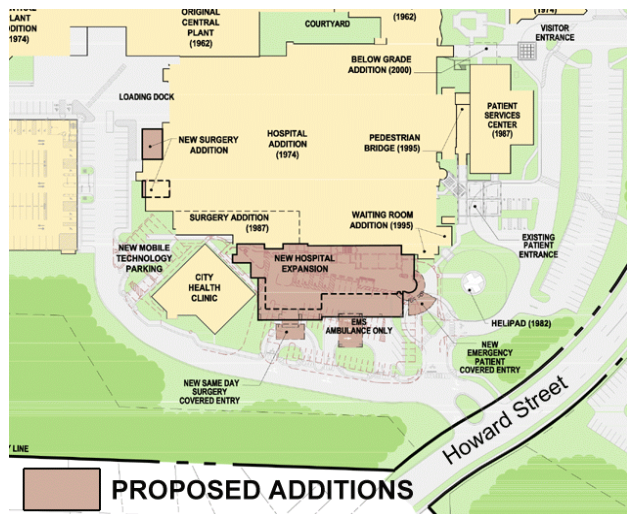 PLANT
ADDITION
(1974)
ORIGINAL
CENTRAL
PLANT
(1962)
COURTYARD
(1962)
(1974)
VISITOR
ENTRANCE
BELOW GRADE
ADDITION (2000)
LOADING DOCK
NEW SURGERY
ADDITION
HOSPITAL
ADDITION
(1974)
PEDESTRIAN
BRIDGE (1995)
PATIENT
SERVICES
CENTER
(1987)
SURGERY ADDITION
(1987)
WAITING ROOM
ADDITION (1995)
EXISTING
PATIENT
ENTRANCE
NEW MOBILE
TECHNOLOGY
PARKING
CITY
HEALTH
CLINIC
NEW HOSPITAL
EXPANSION
EMS
AMBULANCE ONLY
HELIPAD (1982)
NEW
EMERGENCY
PATIENT
COVERED ENTRY
NEW SAME DAY
SURGERY
COVERED ENTRY
Howard Street
LINE
PROPOSED ADDITIONS